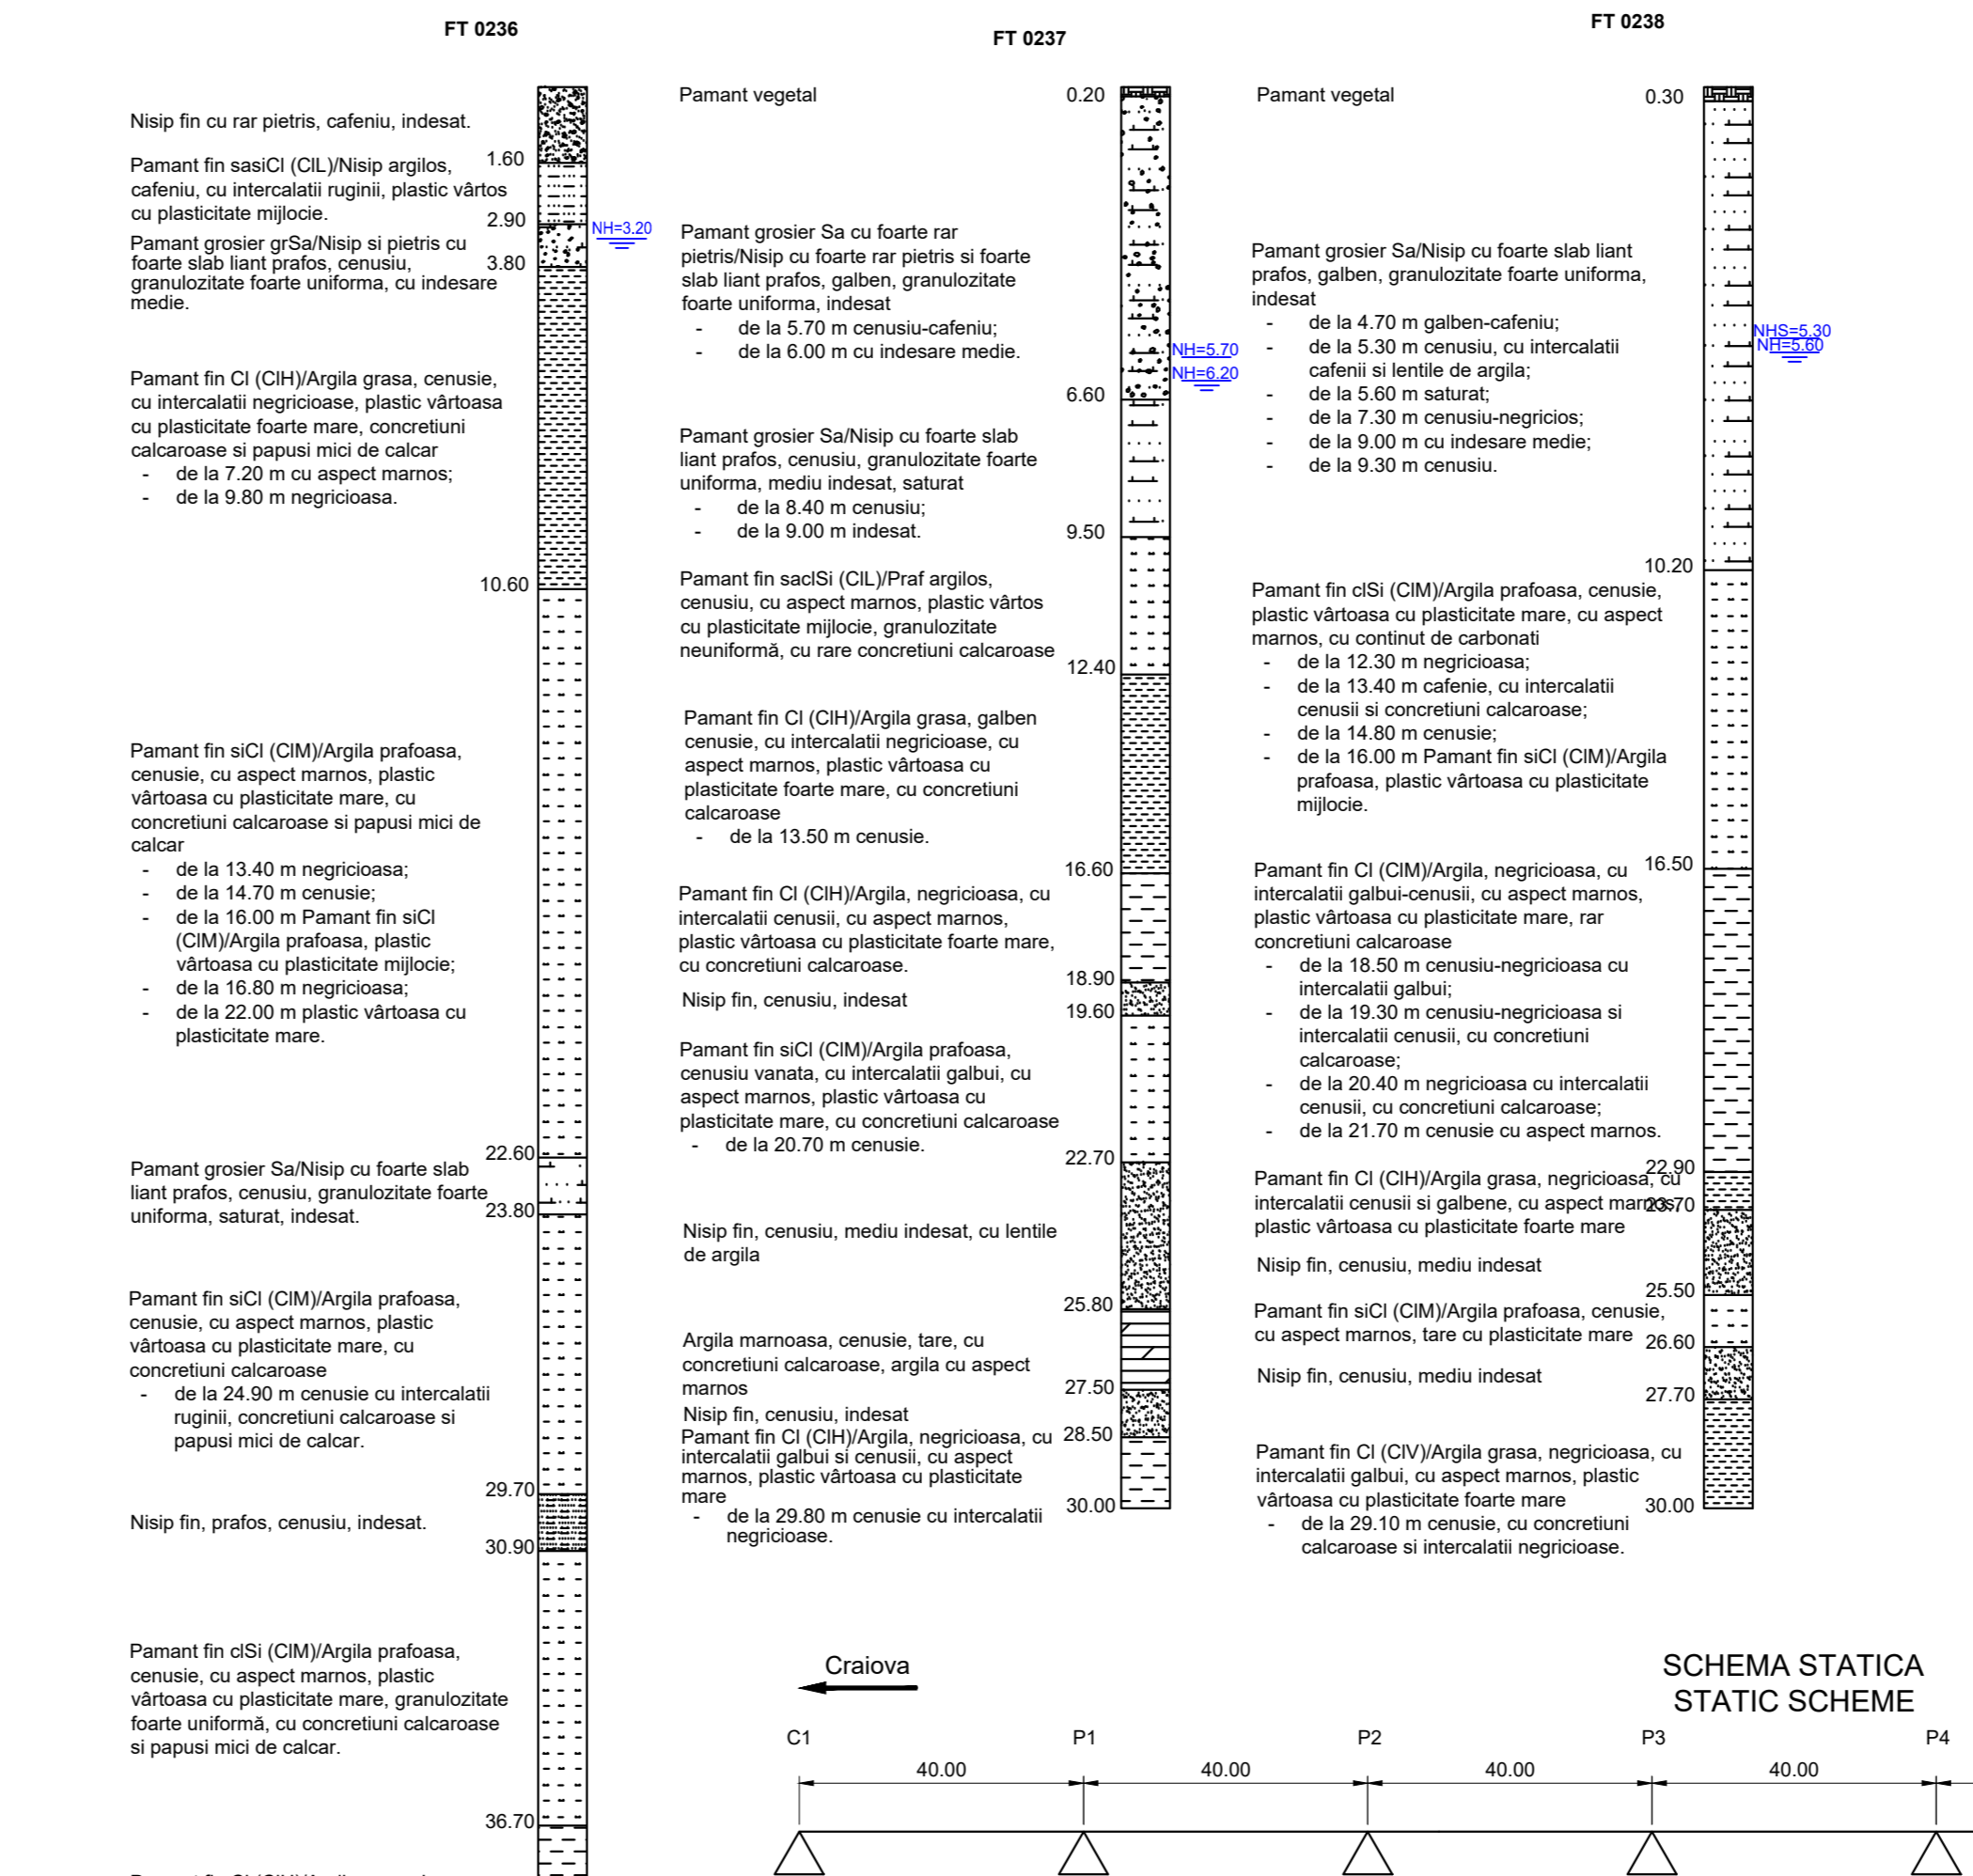 FT 0236
Nisip fin cu rar pietris, cafeniu, indesat.
1.60
Pamant fin sasiCl (ClL)/Nisip argilos,
cafeniu, cu intercalatii ruginii, plastic vârtos
cu plasticitate mijlocie.
2.90
NH=3.20
Pamant grosier grSa/Nisip si pietris cu
foarte slab liant prafos, cenusiu,
granulozitate foarte uniforma, cu indesare
medie.
3.80
Pamant fin Cl (ClH)/Argila grasa, cenusie,
cu intercalatii negricioase, plastic vârtoasa
cu plasticitate foarte mare, concretiuni
calcaroase si papusi mici de calcar
- de la 7.20 m cu aspect marnos;
- de la 9.80 m negricioasa.
10.60
Pamant fin siCl (ClM)/Argila prafoasa,
cenusie, cu aspect marnos, plastic
vârtoasa cu plasticitate mare, cu
concretiuni calcaroase si papusi mici de
calcar
- de la 13.40 m negricioasa;
- de la 14.70 m cenusie;
- de la 16.00 m Pamant fin siCl
(ClM)/Argila prafoasa, plastic
vârtoasa cu plasticitate mijlocie;
- de la 16.80 m negricioasa;
- de la 22.00 m plastic vârtoasa cu
plasticitate mare.
22.60
Pamant grosier Sa/Nisip cu foarte slab
liant prafos, cenusiu, granulozitate foarte
uniforma, saturat, indesat.
23.80
Pamant fin siCl (ClM)/Argila prafoasa,
cenusie, cu aspect marnos, plastic
vârtoasa cu plasticitate mare, cu
concretiuni calcaroase
- de la 24.90 m cenusie cu intercalatii
ruginii, concretiuni calcaroase si
papusi mici de calcar.
29.70
Nisip fin, prafos, cenusiu, indesat.
30.90
Pamant fin clSi (ClM)/Argila prafoasa,
cenusie, cu aspect marnos, plastic
vârtoasa cu plasticitate mare, granulozitate
foarte uniformă, cu concretiuni calcaroase
si papusi mici de calcar.
36.70
FT 0237
Pamant vegetal
0.20
Pamant grosier Sa cu foarte rar
pietris/Nisip cu foarte rar pietris si foarte
slab liant prafos, galben, granulozitate
foarte uniforma, indesat
- de la 5.70 m cenusiu-cafeniu;
- de la 6.00 m cu indesare medie.
NH=5.70
NH=6.20
6.60
Pamant grosier Sa/Nisip cu foarte slab
liant prafos, cenusiu, granulozitate foarte
uniforma, mediu indesat, saturat
- de la 8.40 m cenusiu;
- de la 9.00 m indesat.
9.50
Pamant fin saclSi (ClL)/Praf argilos,
cenusiu, cu aspect marnos, plastic vârtos
cu plasticitate mijlocie, granulozitate
neuniformă, cu rare concretiuni calcaroase
12.40
Pamant fin Cl (ClH)/Argila grasa, galben
cenusie, cu intercalatii negricioase, cu
aspect marnos, plastic vârtoasa cu
plasticitate foarte mare, cu concretiuni
calcaroase
- de la 13.50 m cenusie.
16.60
Pamant fin Cl (ClH)/Argila, negricioasa, cu
intercalatii cenusii, cu aspect marnos,
plastic vârtoasa cu plasticitate foarte mare,
cu concretiuni calcaroase.
18.90
Nisip fin, cenusiu, indesat
19.60
Pamant fin siCl (ClM)/Argila prafoasa,
cenusiu vanata, cu intercalatii galbui, cu
aspect marnos, plastic vârtoasa cu
plasticitate mare, cu concretiuni calcaroase
- de la 20.70 m cenusie.
22.70
Nisip fin, cenusiu, mediu indesat, cu lentile
de argila
25.80
Argila marnoasa, cenusie, tare, cu
concretiuni calcaroase, argila cu aspect
marnos
27.50
Nisip fin, cenusiu, indesat
28.50
Pamant fin Cl (ClH)/Argila, negricioasa, cu
intercalatii galbui si cenusii, cu aspect
marnos, plastic vârtoasa cu plasticitate
mare
- de la 29.80 m cenusie cu intercalatii
negricioase.
30.00
FT 0238
Pamant vegetal
0.30
Pamant grosier Sa/Nisip cu foarte slab liant
prafos, galben, granulozitate foarte uniforma,
indesat
- de la 4.70 m galben-cafeniu;
- de la 5.30 m cenusiu, cu intercalatii
cafenii si lentile de argila;
- de la 5.60 m saturat;
- de la 7.30 m cenusiu-negricios;
- de la 9.00 m cu indesare medie;
- de la 9.30 m cenusiu.
NHS=5.30
NH=5.60
10.20
Pamant fin clSi (ClM)/Argila prafoasa, cenusie,
plastic vârtoasa cu plasticitate mare, cu aspect
marnos, cu continut de carbonati
- de la 12.30 m negricioasa;
- de la 13.40 m cafenie, cu intercalatii
cenusii si concretiuni calcaroase;
- de la 14.80 m cenusie;
- de la 16.00 m Pamant fin siCl (ClM)/Argila
prafoasa, plastic vârtoasa cu plasticitate
mijlocie.
16.50
Pamant fin Cl (ClM)/Argila, negricioasa, cu
intercalatii galbui-cenusii, cu aspect marnos,
plastic vârtoasa cu plasticitate mare, rar
concretiuni calcaroase
- de la 18.50 m cenusiu-negricioasa cu
intercalatii galbui;
- de la 19.30 m cenusiu-negricioasa si
intercalatii cenusii, cu concretiuni
calcaroase;
- de la 20.40 m negricioasa cu intercalatii
cenusii, cu concretiuni calcaroase;
- de la 21.70 m cenusie cu aspect marnos.
22.90
Pamant fin Cl (ClH)/Argila grasa, negricioasa, cu
intercalatii cenusii si galbene, cu aspect marnos,
plastic vârtoasa cu plasticitate foarte mare
23.70
Nisip fin, cenusiu, mediu indesat
25.50
Pamant fin siCl (ClM)/Argila prafoasa, cenusie,
cu aspect marnos, tare cu plasticitate mare
26.60
Nisip fin, cenusiu, mediu indesat
27.70
Pamant fin Cl (ClV)/Argila grasa, negricioasa, cu
intercalatii galbui, cu aspect marnos, plastic
vârtoasa cu plasticitate foarte mare
- de la 29.10 m cenusie, cu concretiuni
calcaroase si intercalatii negricioase.
30.00
Craiova
SCHEMA STATICA
STATIC SCHEME
C1 P1 P2 P3 P4
40.00 40.00 40.00 40.00